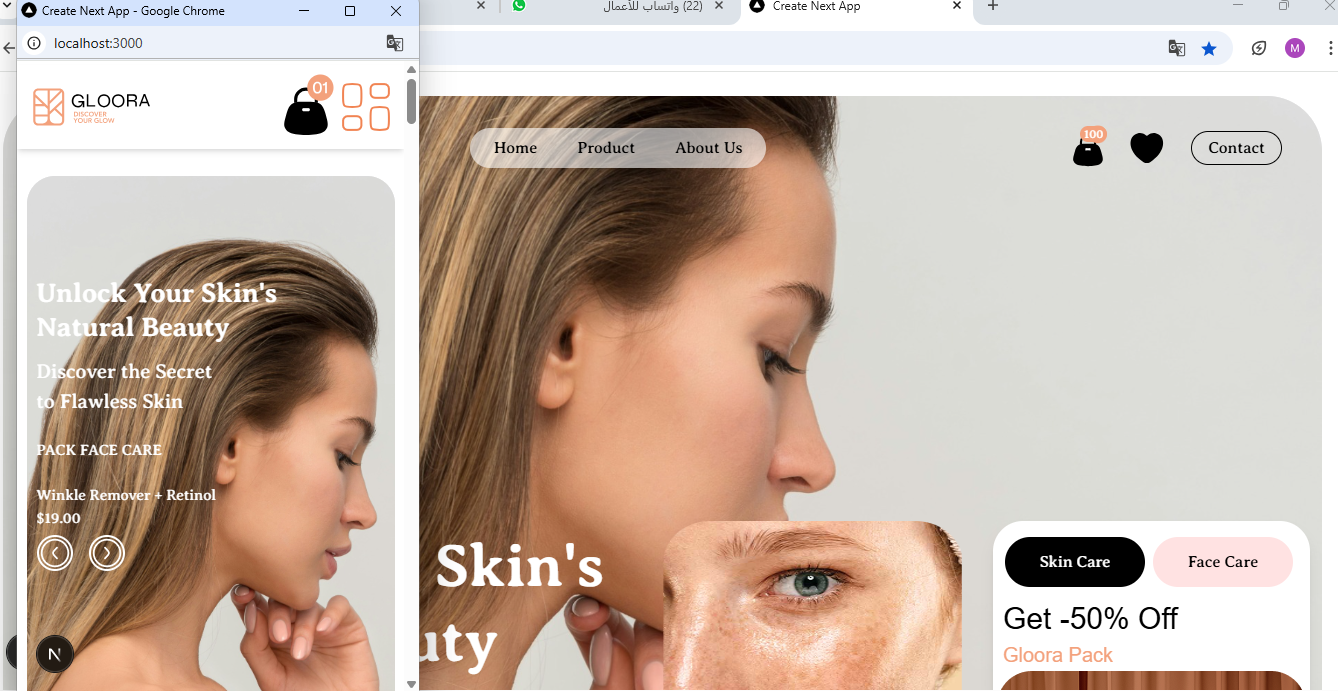 Create Next App - Google Chrome
localhost:3000
GLOORA
DISCOVER
YOUR GLOW
01
Unlock Your Skin's
Natural Beauty
Discover the Secret
to Flawless Skin
PACK FACE CARE
Winkle Remover + Retinol
$19.00
N
(22) واتساب للأعمال
Create Next App
M
Home
Product
About Us
100
Contact
Skin's
uty
Skin Care
Face Care
Get -50% Off
Gloora Pack